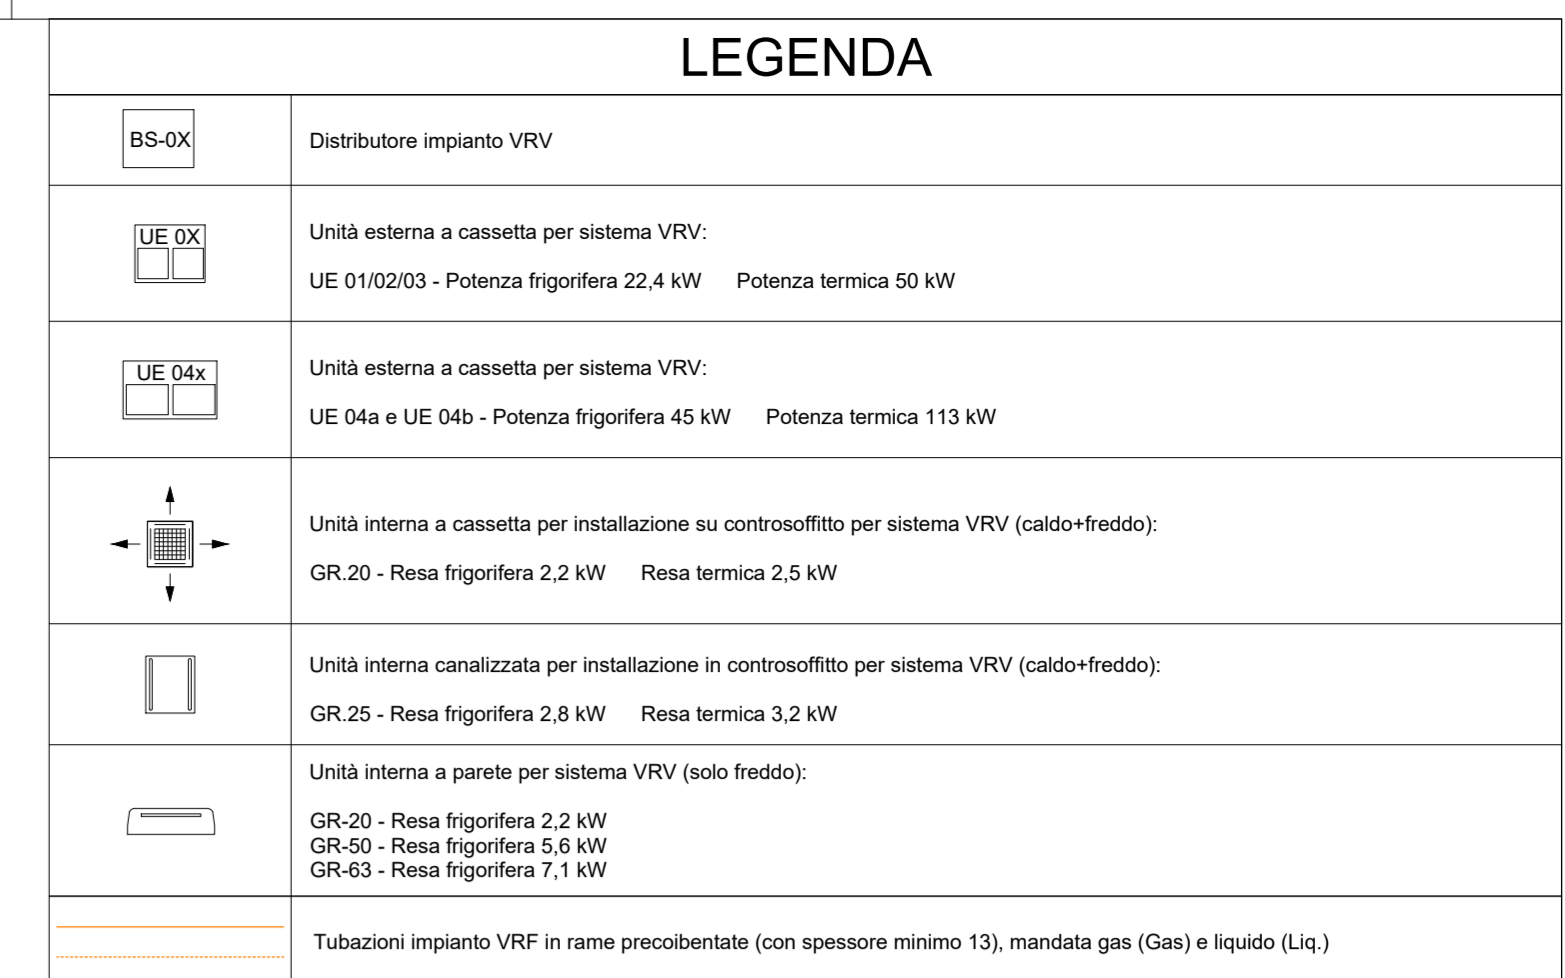 LEGENDA
BS-0X
Distributore impianto VRV
UE 0X
Unità esterna a cassetta per sistema VRV:
UE 01/02/03 - Potenza frigorifera 22,4 kW Potenza termica 50 kW
UE 04x
Unità esterna a cassetta per sistema VRV:
UE 04a e UE 04b - Potenza frigorifera 45 kW Potenza termica 113 kW
Unità interna a cassetta per installazione su controsoffitto per sistema VRV (caldo+freddo):
GR.20 - Resa frigorifera 2,2 kW Resa termica 2,5 kW
Unità interna canalizzata per installazione in controsoffitto per sistema VRV (caldo+freddo):
GR.25 - Resa frigorifera 2,8 kW Resa termica 3,2 kW
Unità interna a parete per sistema VRV (solo freddo):
GR-20 - Resa frigorifera 2,2 kW
GR-50 - Resa frigorifera 5,6 kW
GR-63 - Resa frigorifera 7,1 kW
Tubazioni impianto VRF in rame precoibentate (con spessore minimo 13), mandata gas (Gas) e liquido (Liq.)